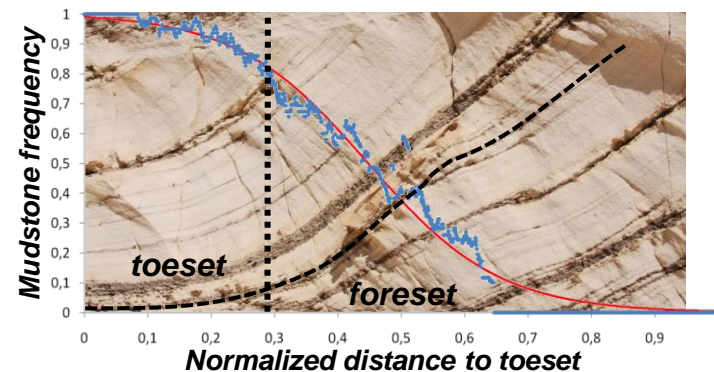 Mudstone frequency
1
0,9
0,8
0,7
0,6
0,5
0,4
0,3
0,2
0,1
0
toeset
foreset
0 0,1 0,2 0,3 0,4 0,5 0,6 0,7 0,8 0,9
Normalized distance to toeset